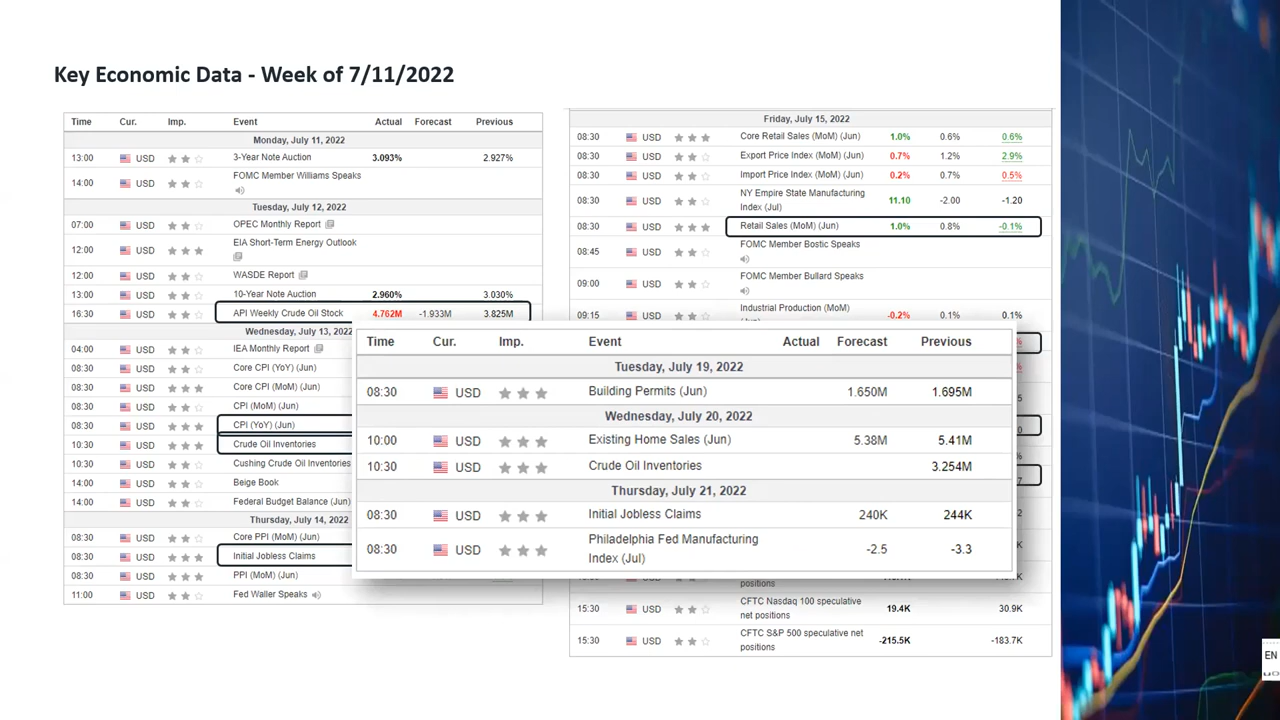 Key Economic Data - Week of 7/11/2022
Time Cur. Imp. Event Actual Forecast Previous
Monday, July 11, 2022
13:00 USD 3-Year Note Auction 3.093% 2.927%
14:00 USD FOMC Member Williams Speaks
Tuesday, July 12, 2022
07:00 USD OPEC Monthly Report
12:00 USD EIA Short-Term Energy Outlook
12:00 USD WASDE Report
13:00 USD 10-Year Note Auction 2.960% 3.030%
16:30 USD API Weekly Crude Oil Stock 4.762M -1.933M 3.825M
Wednesday, July 13, 2022
04:00 USD IEA Monthly Report
08:30 USD Core CPI (YoY) (Jun)
08:30 USD Core CPI (MoM) (Jun)
08:30 USD CPI (MoM) (Jun)
08:30 USD CPI (YoY) (Jun)
10:30 USD Crude Oil Inventories
10:30 USD Cushing Crude Oil Inventories
14:00 USD Beige Book
14:00 USD Federal Budget Balance (Jun)
Thursday, July 14, 2022
08:30 USD Core PPI (MoM) (Jun)
08:30 USD Initial Jobless Claims
08:30 USD PPI (MoM) (Jun)
11:00 USD Fed Waller Speaks
Friday, July 15, 2022
08:30 USD Core Retail Sales (MoM) (Jun) 1.0% 0.6% 0.6%
08:30 USD Export Price Index (MoM) (Jun) 0.7% 1.2% 2.9%
08:30 USD Import Price Index (MoM) (Jun) 0.2% 0.7% 0.5%
08:30 USD NY Empire State Manufacturing
Index (Jul) 11.10 -2.00 -1.20
08:30 USD Retail Sales (MoM) (Jun) 1.0% 0.8% -0.1%
08:45 USD FOMC Member Bostic Speaks
09:00 USD FOMC Member Bullard Speaks
09:15 USD Industrial Production (MoM) -0.2% 0.1% 0.1%
Time Cur. Imp. Event Actual Forecast Previous
Tuesday, July 19, 2022
08:30 USD Building Permits (Jun) 1.650M 1.695M
Wednesday, July 20, 2022
10:00 USD Existing Home Sales (Jun) 5.38M 5.41M
10:30 USD Crude Oil Inventories 3.254M
Thursday, July 21, 2022
08:30 USD Initial Jobless Claims 240K 244K
08:30 USD Philadelphia Fed Manufacturing
Index (Jul) -2.5 -3.3
positions
15:30 USD CFTC Nasdaq 100 speculative
net positions 19.4K 30.9K
15:30 USD CFTC S&P 500 speculative net
positions -215.5K -183.7K
EN